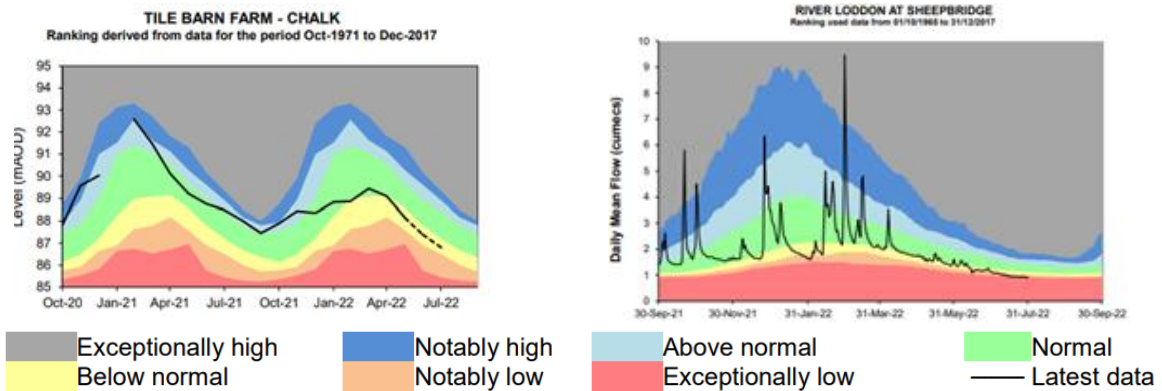 TILE BARN FARM - CHALK
Ranking derived from data for the period Oct-1971 to Dec-2017
95
94
93
92
91
90
89
88
87
86
85
Level (mAOD)
Oct-20 Jan-21 Apr-21 Jul-21 Oct-21 Jan-22 Apr-22 Jul-22
RIVER LODDON AT SHEEPBRIDGE
Ranking used data from 01/10/1965 to 31/12/2017
10
9
8
7
6
5
4
3
2
1
0
Daily Mean Flow (cumecs)
30-Sep-21 30-Nov-21 31-Jan-22 31-Mar-22 31-May-22 31-Jul-22 30-Sep-22
Exceptionally high Notably high Above normal Normal
Below normal Notably low Exceptionally low Latest data